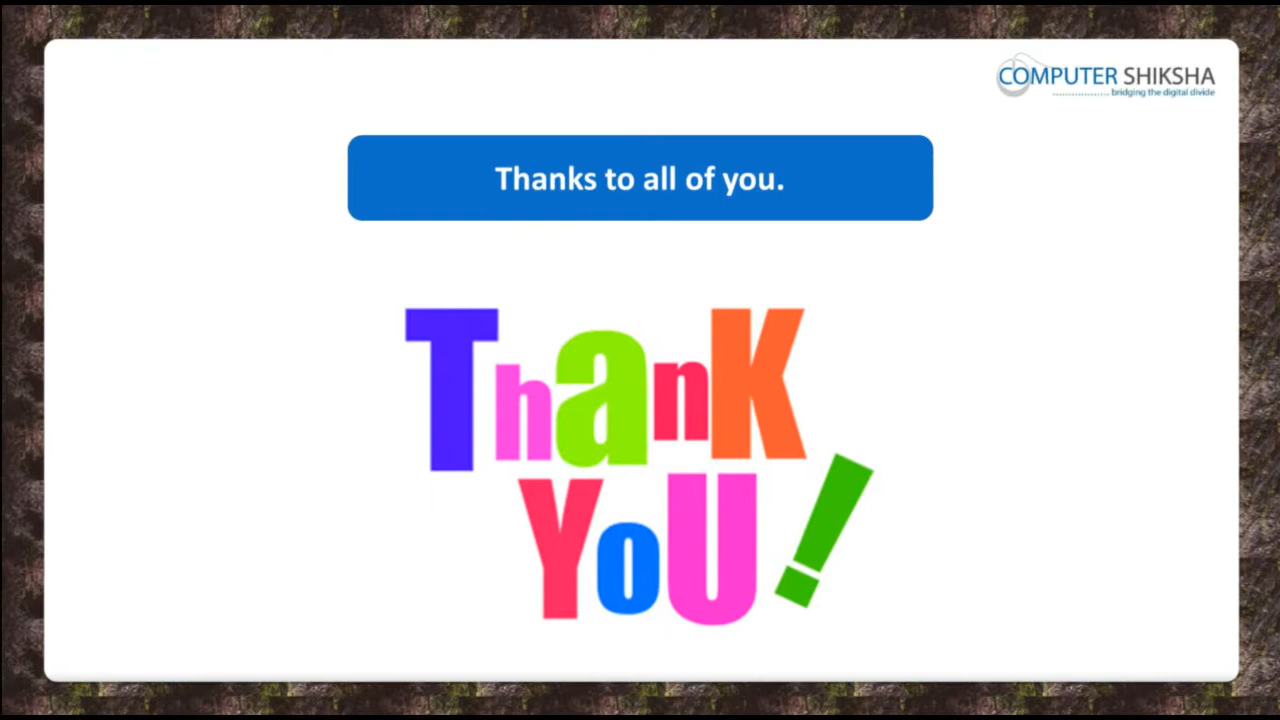 COMPUTER SHIKSHA
bridging the digital divide
Thanks to all of you.
ThanK
YoU!